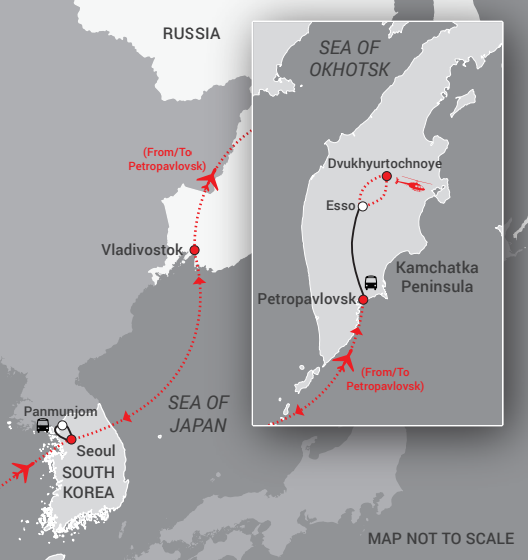 RUSSIA
SEA OF
OKHOTSK
(From/To
Petropavlovsk)
Dvukhyurtochnoye
Esso
Vladivostok
Kamchatka
Peninsula
Petropavlovsk
(From/To
Petropavlovsk)
SEA OF
JAPAN
Panmunjom
Seoul
SOUTH
KOREA
MAP NOT TO SCALE